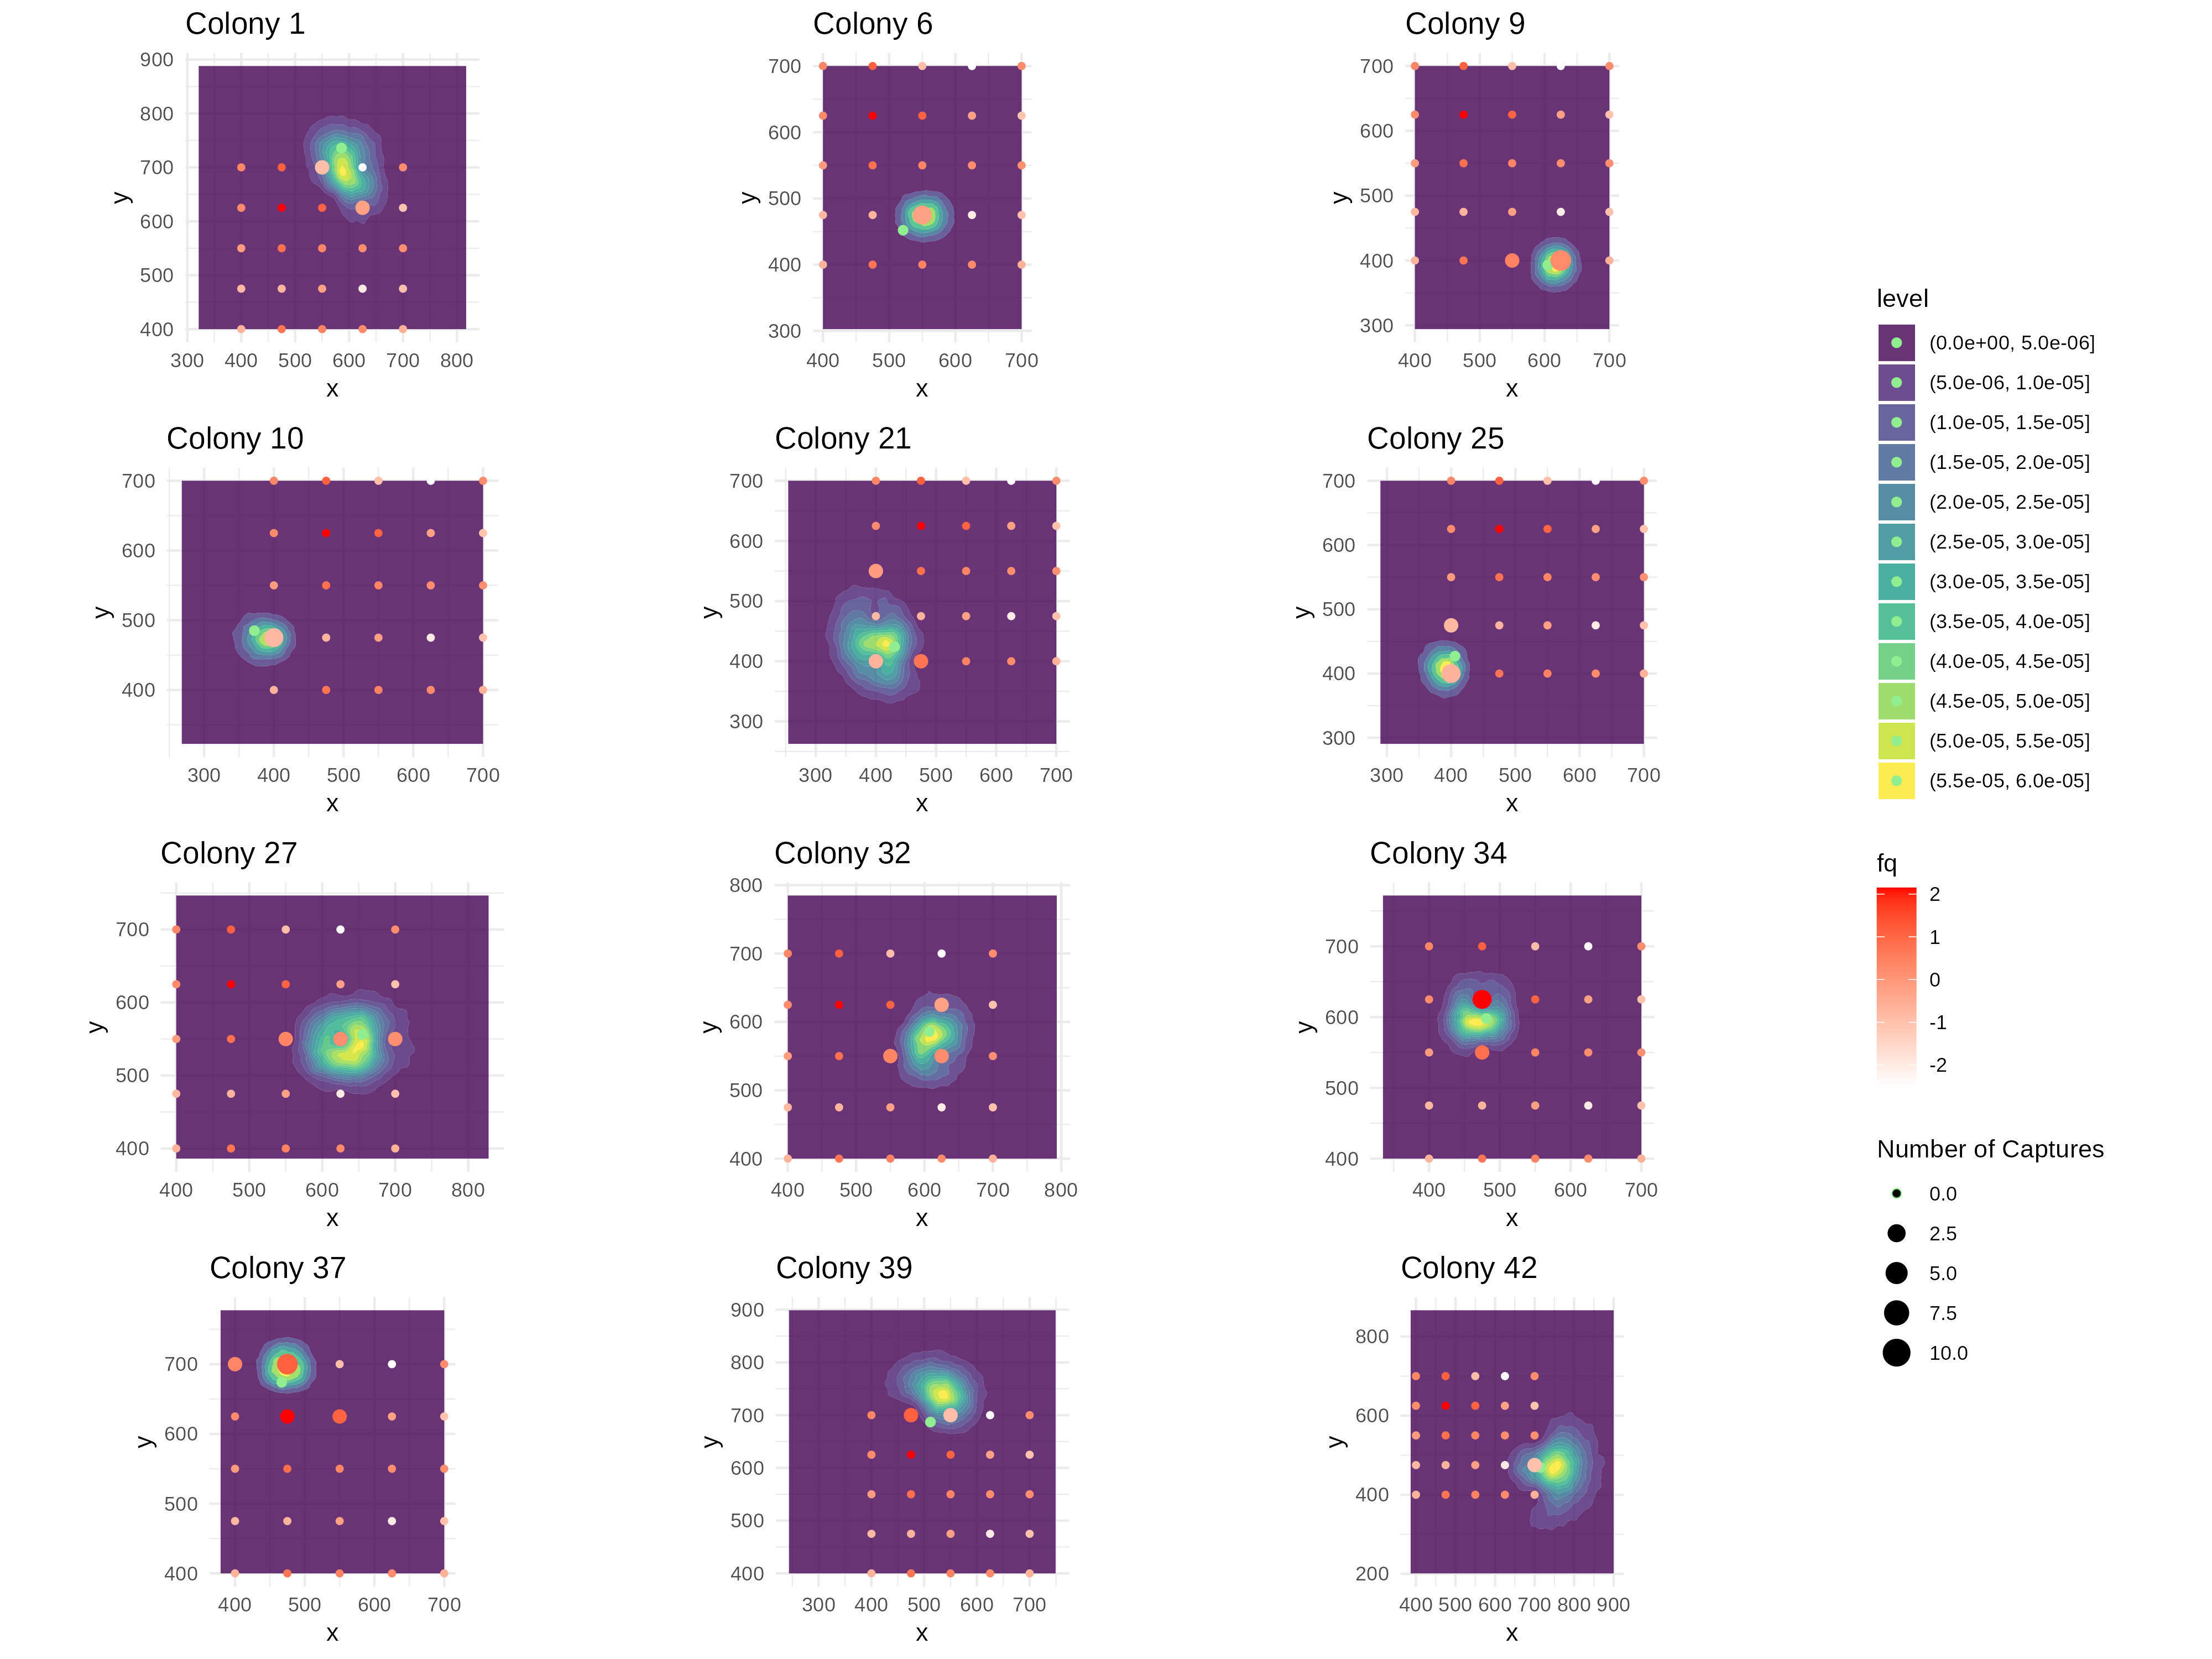 Colony 1
Colony 6
Colony 9
900
800
700
600
500
400
y
300 400 500 600 700 800
x
700
600
500
400
300
y
400 500 600 700
x
700
600
500
400
300
y
400 500 600 700
x
Colony 10
Colony 21
Colony 25
700
600
500
400
y
300 400 500 600 700
x
700
600
500
400
300
y
300 400 500 600 700
x
700
600
500
400
300
y
300 400 500 600 700
x
Colony 27
Colony 32
Colony 34
700
600
500
400
y
400 500 600 700 800
x
800
700
600
500
400
y
400 500 600 700 800
x
700
600
500
400
y
400 500 600 700
x
Colony 37
Colony 39
Colony 42
700
600
500
400
y
400 500 600 700
x
900
800
700
600
500
400
y
300 400 500 600 700
x
800
600
400
200
y
400 500 600 700 800 900
x
level
(0.0e+00, 5.0e-06]
(5.0e-06, 1.0e-05]
(1.0e-05, 1.5e-05]
(1.5e-05, 2.0e-05]
(2.0e-05, 2.5e-05]
(2.5e-05, 3.0e-05]
(3.0e-05, 3.5e-05]
(3.5e-05, 4.0e-05]
(4.0e-05, 4.5e-05]
(4.5e-05, 5.0e-05]
(5.0e-05, 5.5e-05]
(5.5e-05, 6.0e-05]
fq
2
1
0
-1
-2
Number of Captures
0.0
2.5
5.0
7.5
10.0